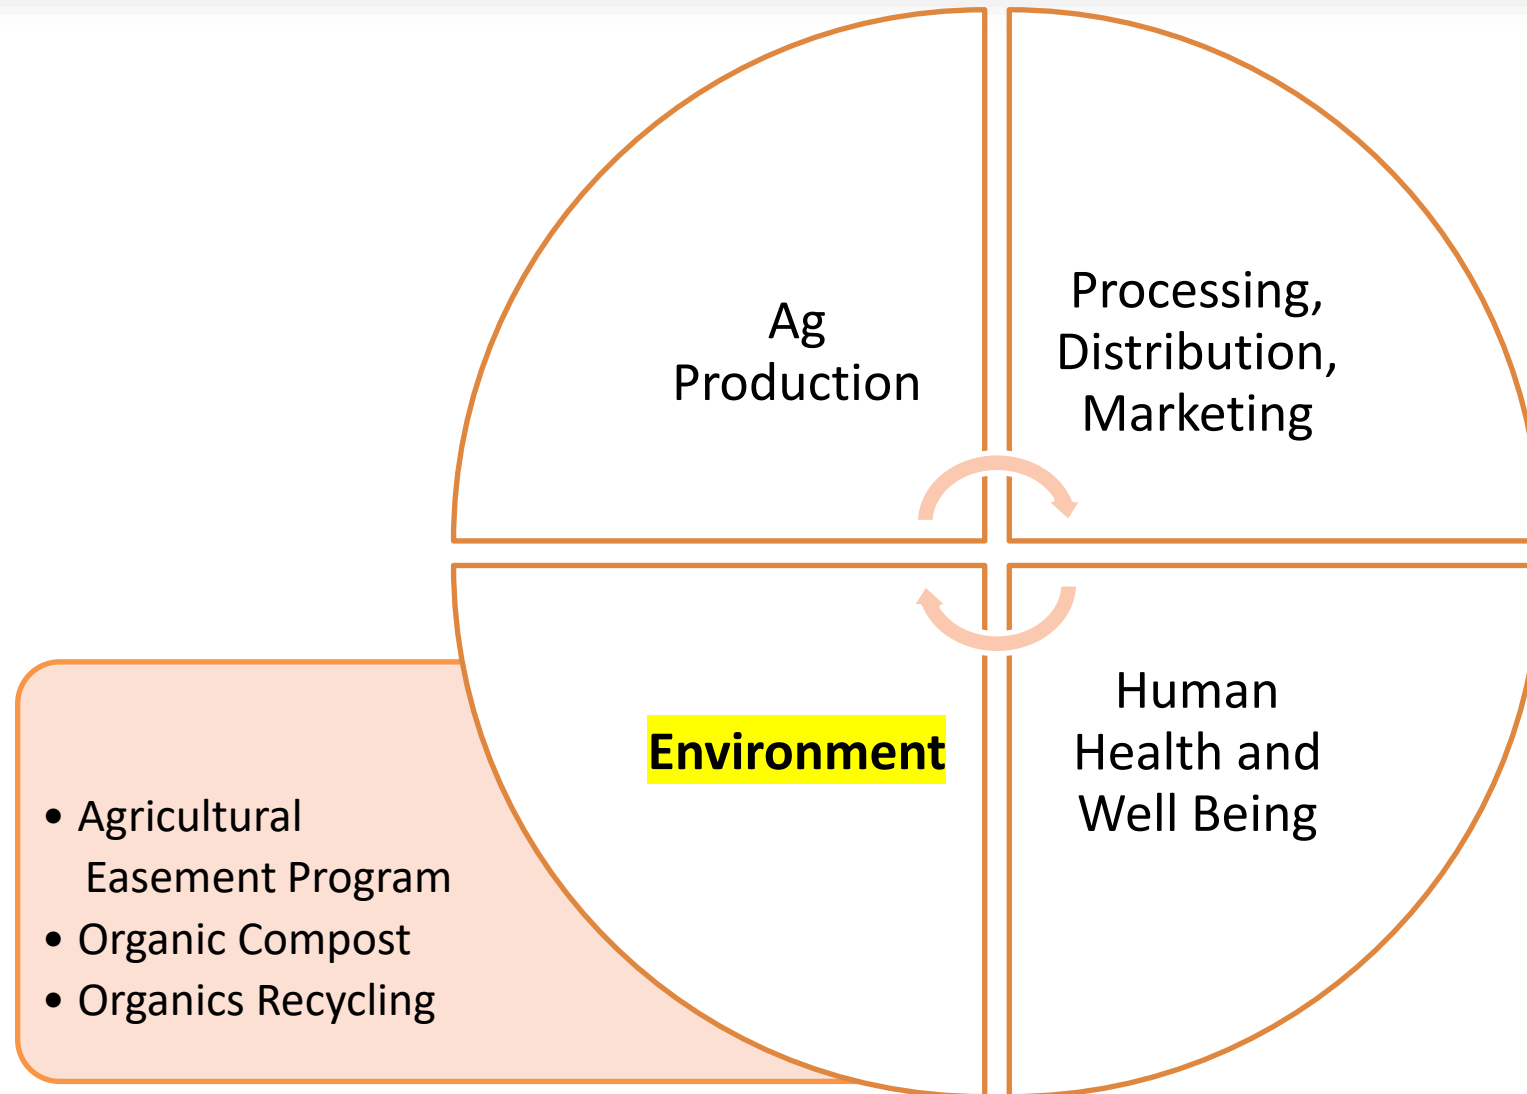 Ag
Production
Processing,
Distribution,
Marketing
Environment
Human
Health and
Well Being
• Agricultural
Easement Program
• Organic Compost
• Organics Recycling